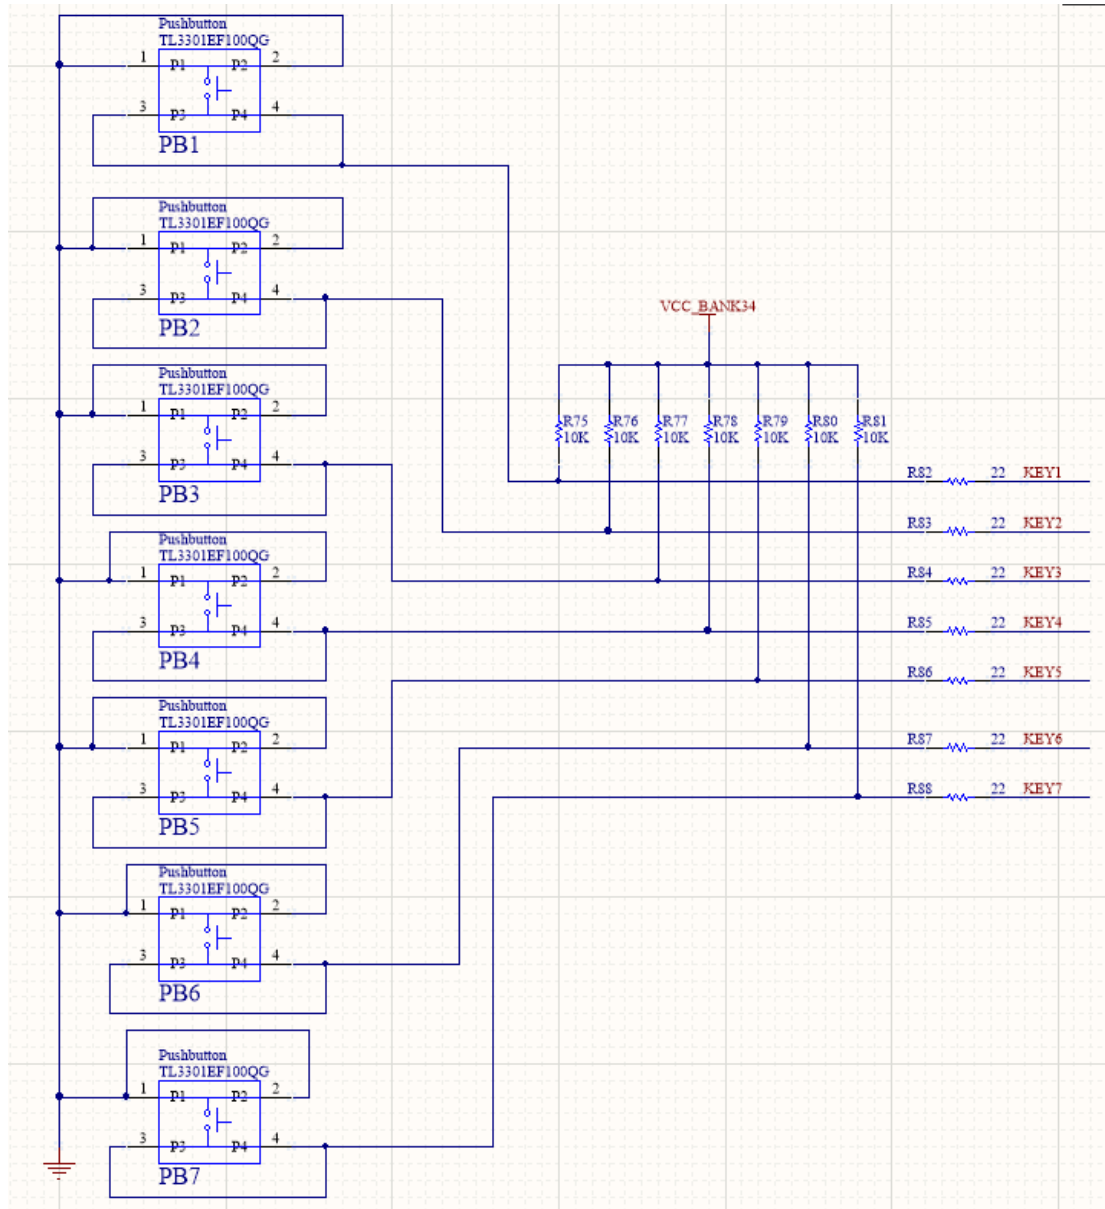 Pushbutton
TL3301EF100QG
1 P1 P2 2
3 P3 P4 4
PB1
Pushbutton
TL3301EF100QG
1 P1 P2 2
3 P3 P4 4
PB2
Pushbutton
TL3301EF100QG
1 P1 P2 2
3 P3 P4 4
PB3
Pushbutton
TL3301EF100QG
1 P1 P2 2
3 P3 P4 4
PB4
Pushbutton
TL3301EF100QG
1 P1 P2 2
3 P3 P4 4
PB5
Pushbutton
TL3301EF100QG
1 P1 P2 2
3 P3 P4 4
PB6
Pushbutton
TL3301EF100QG
1 P1 P2 2
3 P3 P4 4
PB7
VCC_BANK34
R75 R76 R77 R78 R79 R80 R81
10K 10K 10K 10K 10K 10K 10K
R82 22 KEY1
R83 22 KEY2
R84 22 KEY3
R85 22 KEY4
R86 22 KEY5
R87 22 KEY6
R88 22 KEY7